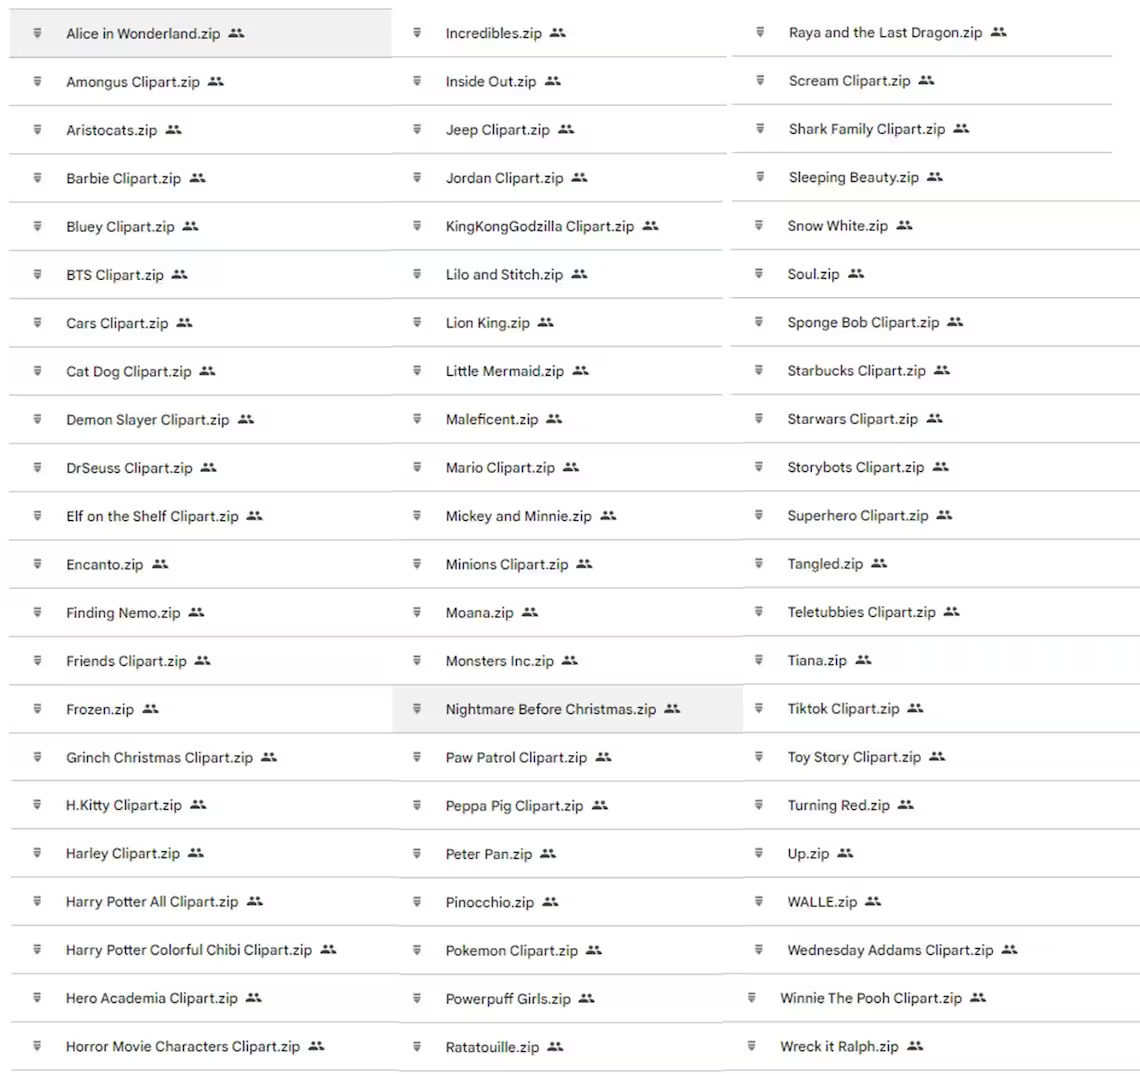 Alice in Wonderland.zip
Amongus Clipart.zip
Aristocats.zip
Barbie Clipart.zip
Bluey Clipart.zip
BTS Clipart.zip
Cars Clipart.zip
Cat Dog Clipart.zip
Demon Slayer Clipart.zip
DrSeuss Clipart.zip
Elf on the Shelf Clipart.zip
Encanto.zip
Finding Nemo.zip
Friends Clipart.zip
Frozen.zip
Grinch Christmas Clipart.zip
H.Kitty Clipart.zip
Harley Clipart.zip
Harry Potter All Clipart.zip
Harry Potter Colorful Chibi Clipart.zip
Hero Academia Clipart.zip
Horror Movie Characters Clipart.zip
Incredibles.zip
Inside Out.zip
Jeep Clipart.zip
Jordan Clipart.zip
KingKongGodzilla Clipart.zip
Lilo and Stitch.zip
Lion King.zip
Little Mermaid.zip
Maleficent.zip
Mario Clipart.zip
Mickey and Minnie.zip
Minions Clipart.zip
Moana.zip
Monsters Inc.zip
Nightmare Before Christmas.zip
Paw Patrol Clipart.zip
Peppa Pig Clipart.zip
Peter Pan.zip
Pinocchio.zip
Pokemon Clipart.zip
Powerpuff Girls.zip
Ratatouille.zip
Raya and the Last Dragon.zip
Scream Clipart.zip
Shark Family Clipart.zip
Sleeping Beauty.zip
Snow White.zip
Soul.zip
Sponge Bob Clipart.zip
Starbucks Clipart.zip
Starwars Clipart.zip
Storybots Clipart.zip
Superhero Clipart.zip
Tangled.zip
Teletubbies Clipart.zip
Tiana.zip
Tiktok Clipart.zip
Toy Story Clipart.zip
Turning Red.zip
Up.zip
WALLE.zip
Wednesday Addams Clipart.zip
Winnie The Pooh Clipart.zip
Wreck it Ralph.zip